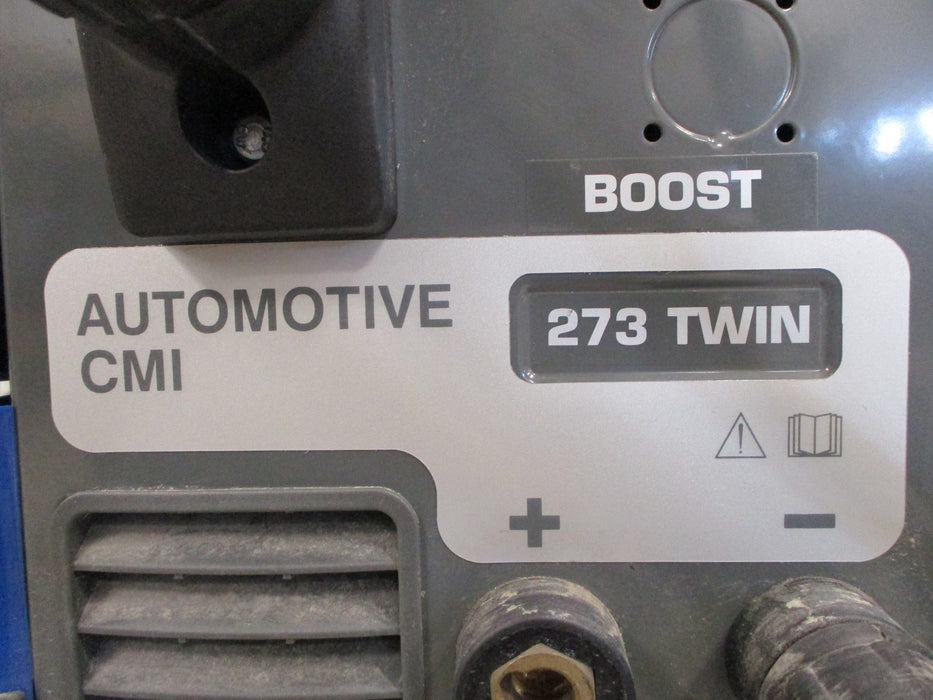 BOOST
AUTOMOTIVE
CMI
273 TWIN
+ −